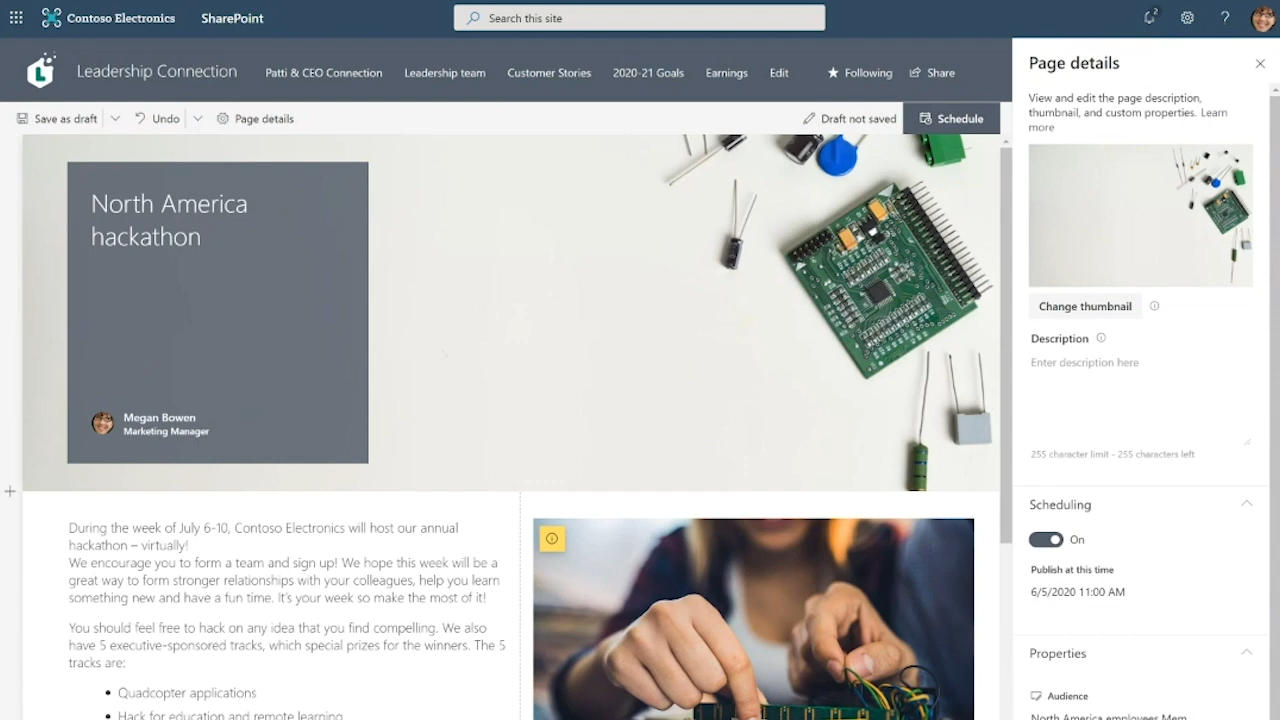 Contoso Electronics SharePoint Search this site 2 ?
L Leadership Connection Patti & CEO Connection Leadership team Customer Stories 2020-21 Goals Earnings Edit Following Share
Save as draft Undo Page details Draft not saved Schedule
North America
hackathon
Megan Bowen
Marketing Manager
During the week of July 6-10, Contoso Electronics will host our annual
hackathon – virtually!
We encourage you to form a team and sign up! We hope this week will be a
great way to form stronger relationships with your colleagues, help you learn
something new and have a fun time. It's your week so make the most of it!
You should feel free to hack on any idea that you find compelling. We also
have 5 executive-sponsored tracks, which special prizes for the winners. The 5
tracks are:
• Quadcopter applications
• Hack for education and remote learning
Page details
View and edit the page description,
thumbnail, and custom properties. Learn
more
Change thumbnail
Description
Enter description here
255 character limit - 255 characters left
Scheduling
On
Publish at this time
6/5/2020 11:00 AM
Properties
Audience
North America employees Mem